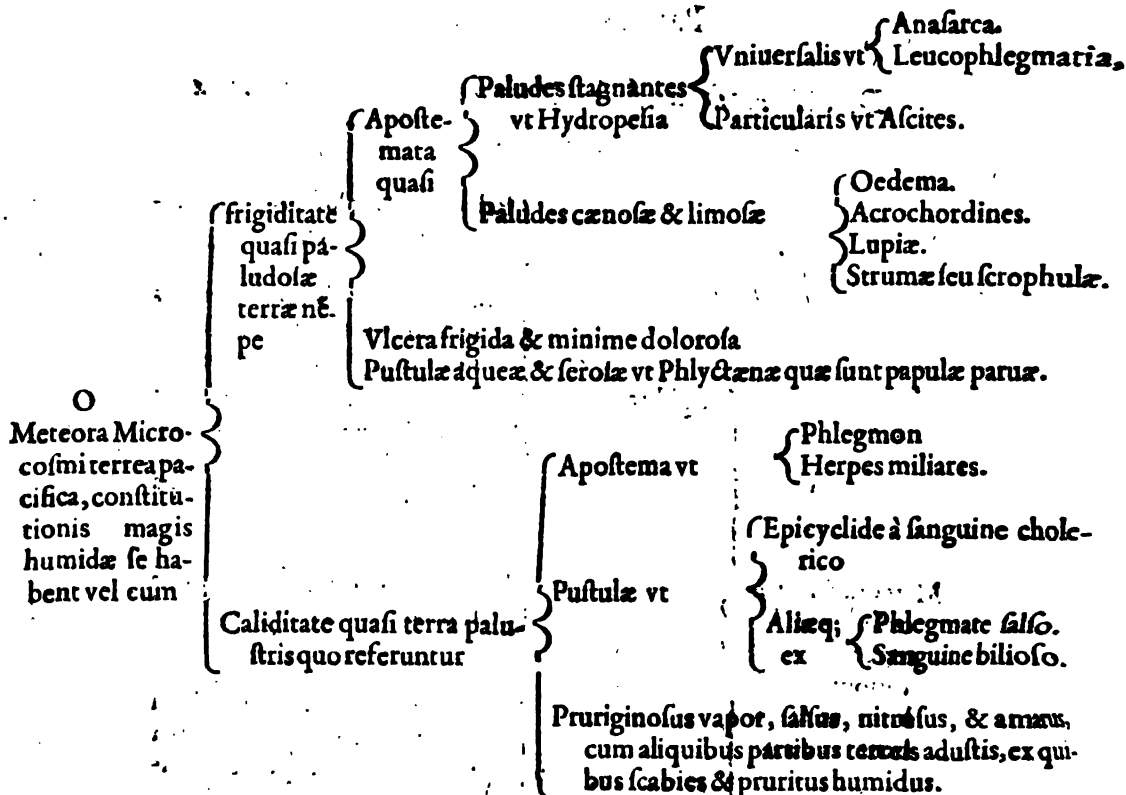 Anaſarca.
Vniuerſalis vt
Leucophlegmatia,
Paludes ſtagnantes
vt Hydropeſia
Particularis vt Aſcites.
Apoſte-
mata
quaſi
Paludes cænoſæ & limoſæ
Oedema.
Acrochordines.
Lupiæ.
Strumæ ſeu ſcrophulæ.
frigiditate
quaſi pa-
ludoſæ
terræ nẽ-
pe
Vlcera frigida & minime doloroſa
Puſtulæ aqueæ & ſeroſæ vt Phlyctænæ quæ ſunt papulæ paruæ.
O
Meteora Micro-
coſmi terrea pa-
cifica, conſtitu-
tionis magis
humidæ ſe ha-
bent vel cum
Phlegmon
Apoſtema vt
Herpes miliares.
Epicyclide à ſanguine chole-
rico
Puſtulæ vt
Aliæq;
ex
Phlegmate ſalſo.
Sanguine bilioſo.
Caliditate quaſi terra palu-
ſtris quo referuntur
Pruriginoſus vapor, ſalſus, nitroſus, & amarus,
cum aliquibus partibus terreis aduſtis, ex qui-
bus ſcabies & pruritus humidus.